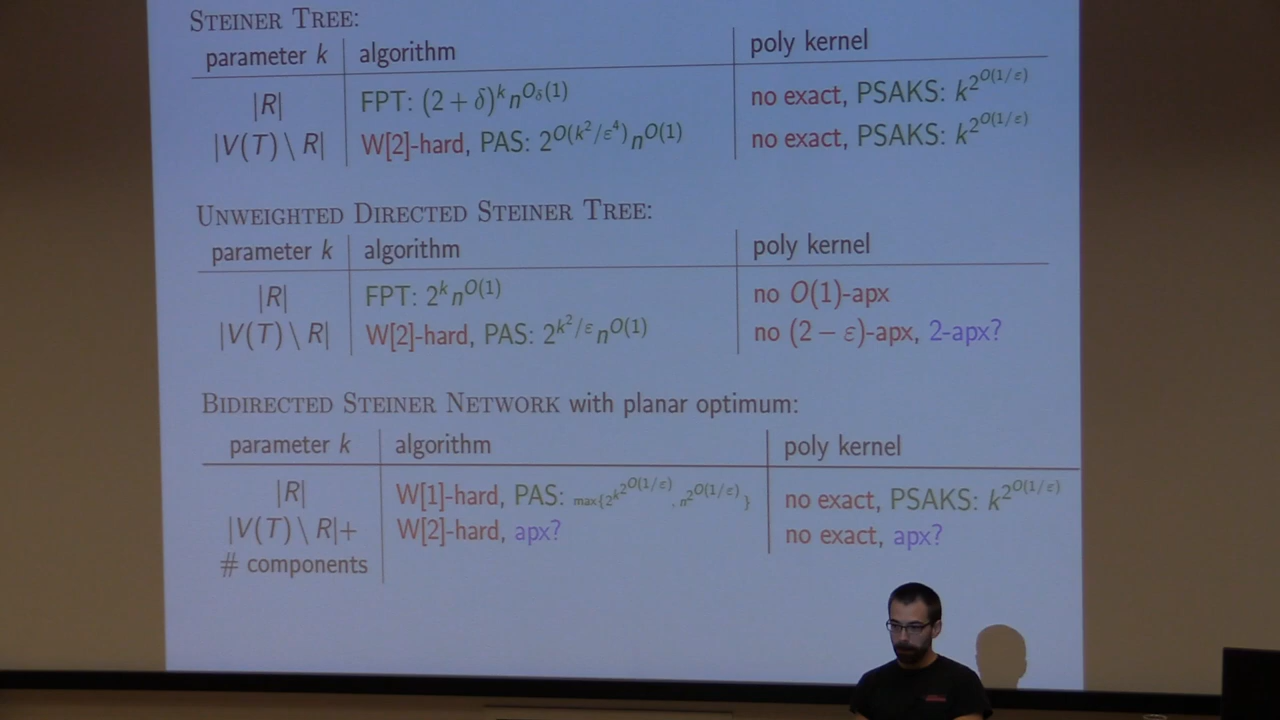 STEINER TREE:
parameter k algorithm poly kernel
|R| FPT: (2 + δ)^k n^{O_δ(1)} no exact, PSAKS: k^{2^{O(1/ε)}}
|V(T) \ R| W[2]-hard, PAS: 2^{O(k^2/ε^4)} n^{O(1)} no exact, PSAKS: k^{2^{O(1/ε)}}
UNWEIGHTED DIRECTED STEINER TREE:
parameter k algorithm poly kernel
|R| FPT: 2^k n^{O(1)} no O(1)-apx
|V(T) \ R| W[2]-hard, PAS: 2^{k^2/ε} n^{O(1)} no (2 − ε)-apx, 2-apx?
BIDIRECTED STEINER NETWORK with planar optimum:
parameter k algorithm poly kernel
|R| W[1]-hard, PAS: max{2^{k^{2^{O(1/ε)}}}, n^{2^{O(1/ε)}}} no exact, PSAKS: k^{2^{O(1/ε)}}
|V(T) \ R|+ W[2]-hard, apx? no exact, apx?
# components